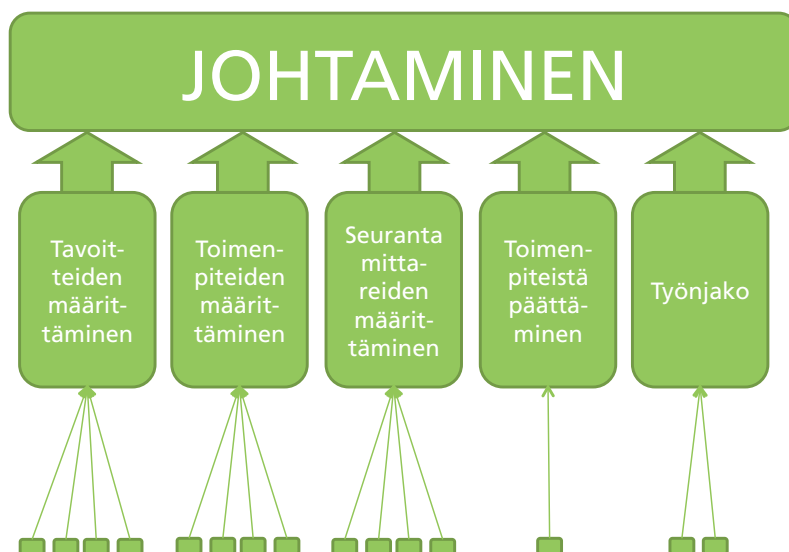 JOHTAMINEN
Tavoit-
teiden
määrit-
täminen
Toimen-
piteiden
määrit-
täminen
Seuranta
mitta-
reiden
määrit-
täminen
Toimen-
piteistä
päättä-
minen
Työnjako